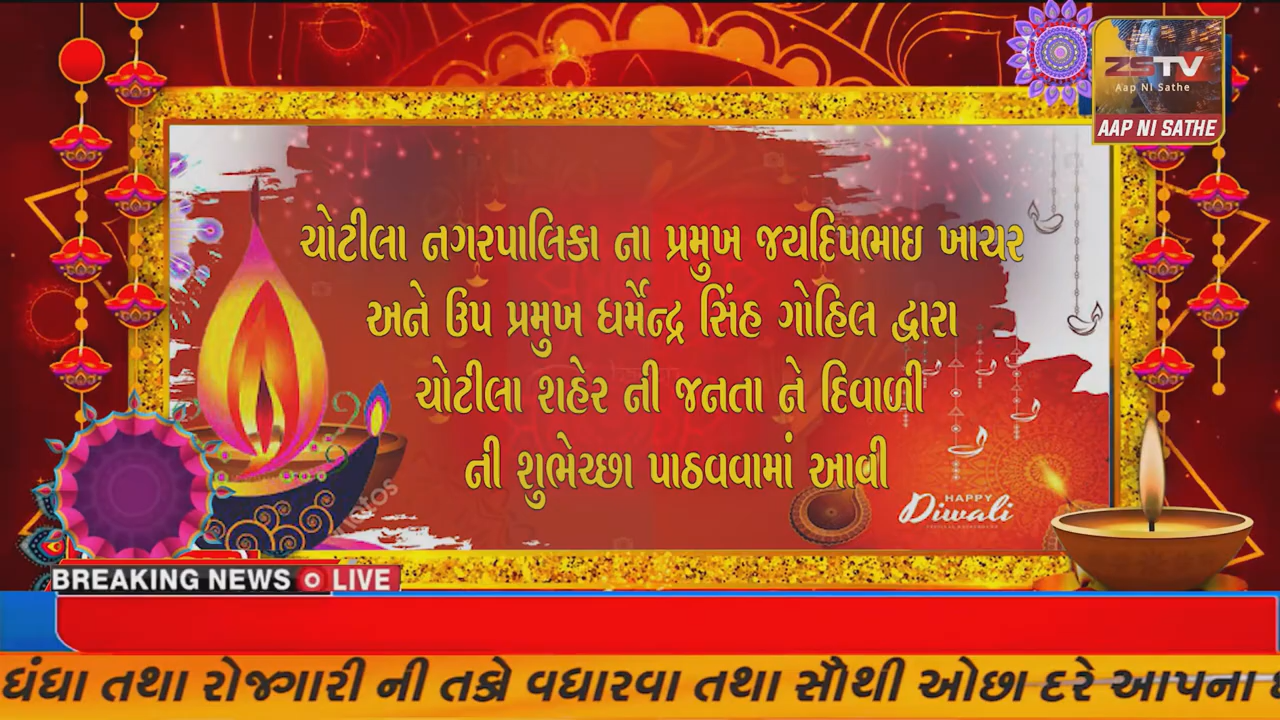 ZSTV
Aap Ni Sathe
AAP NI SATHE
ચોટીલા નગરપાલિકા ના પ્રમુખ જયદિપભાઇ ખાચર
અને ઉપ પ્રમુખ ધર્મેન્દ્ર સિંહ ગોહિલ દ્વારા
ચોટીલા શહેર ની જનતા ને દિવાળી
ની શુભેચ્છા પાઠવવામાં આવી
HAPPY
Diwali
BREAKING NEWS LIVE
ધંધા તથા રોજગારી ની તકો વધારવા તથા સૌથી ઓછા દરે આપના